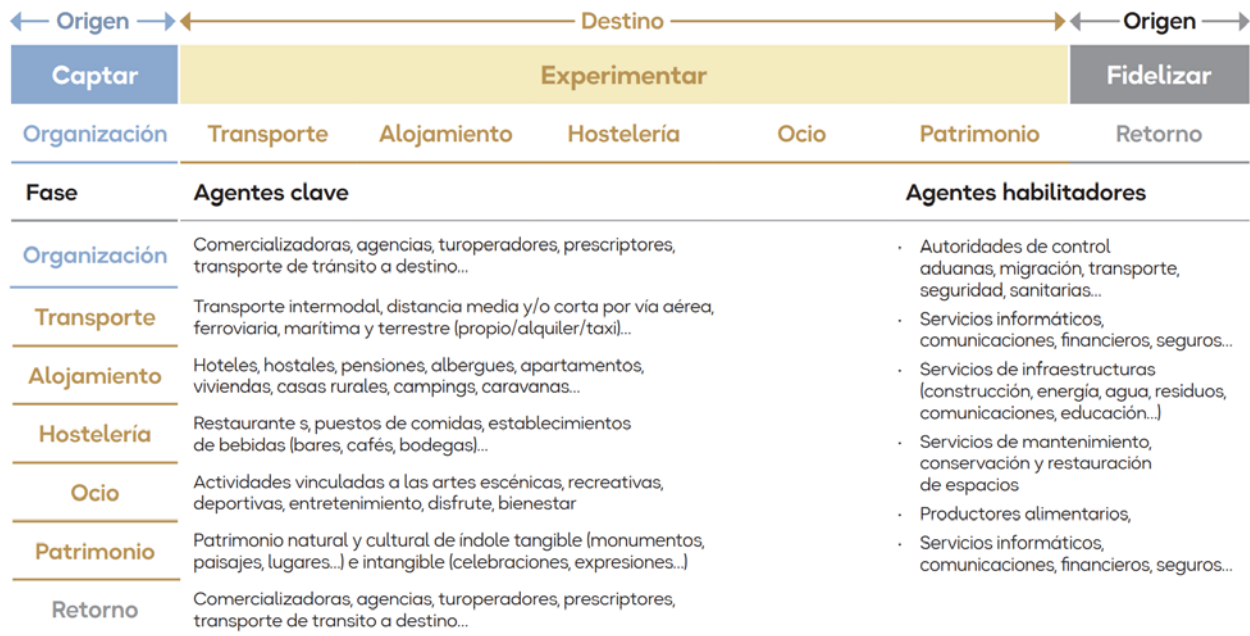 Origen Destino Origen
Captar Experimentar Fidelizar
Organización Transporte Alojamiento Hostelería Ocio Patrimonio Retorno
Fase Agentes clave Agentes habilitadores
Organización
Comercializadoras, agencias, turoperadores, prescriptores,
transporte de tránsito a destino...
Transporte
Transporte intermodal, distancia media y/o corta por vía aérea,
ferroviaria, marítima y terrestre (propio/alquiler/taxi)...
Alojamiento
Hoteles, hostales, pensiones, albergues, apartamentos,
viviendas, casas rurales, campings, caravanas...
Hostelería
Restaurante s, puestos de comidas, establecimientos
de bebidas (bares, cafés, bodegas)...
Ocio
Actividades vinculadas a las artes escénicas, recreativas,
deportivas, entretenimiento, disfrute, bienestar
Patrimonio
Patrimonio natural y cultural de índole tangible (monumentos,
paisajes, lugares...) e intangible (celebraciones, expresiones...)
Retorno
Comercializadoras, agencias, turoperadores, prescriptores,
transporte de transito a destino...
· Autoridades de control
aduanas, migración, transporte,
seguridad, sanitarias...
· Servicios informáticos,
comunicaciones, financieros, seguros...
· Servicios de infraestructuras
(construcción, energía, agua, residuos,
comunicaciones, educación...)
· Servicios de mantenimiento,
conservación y restauración
de espacios
· Productores alimentarios,
· Servicios informáticos,
comunicaciones, financieros, seguros...